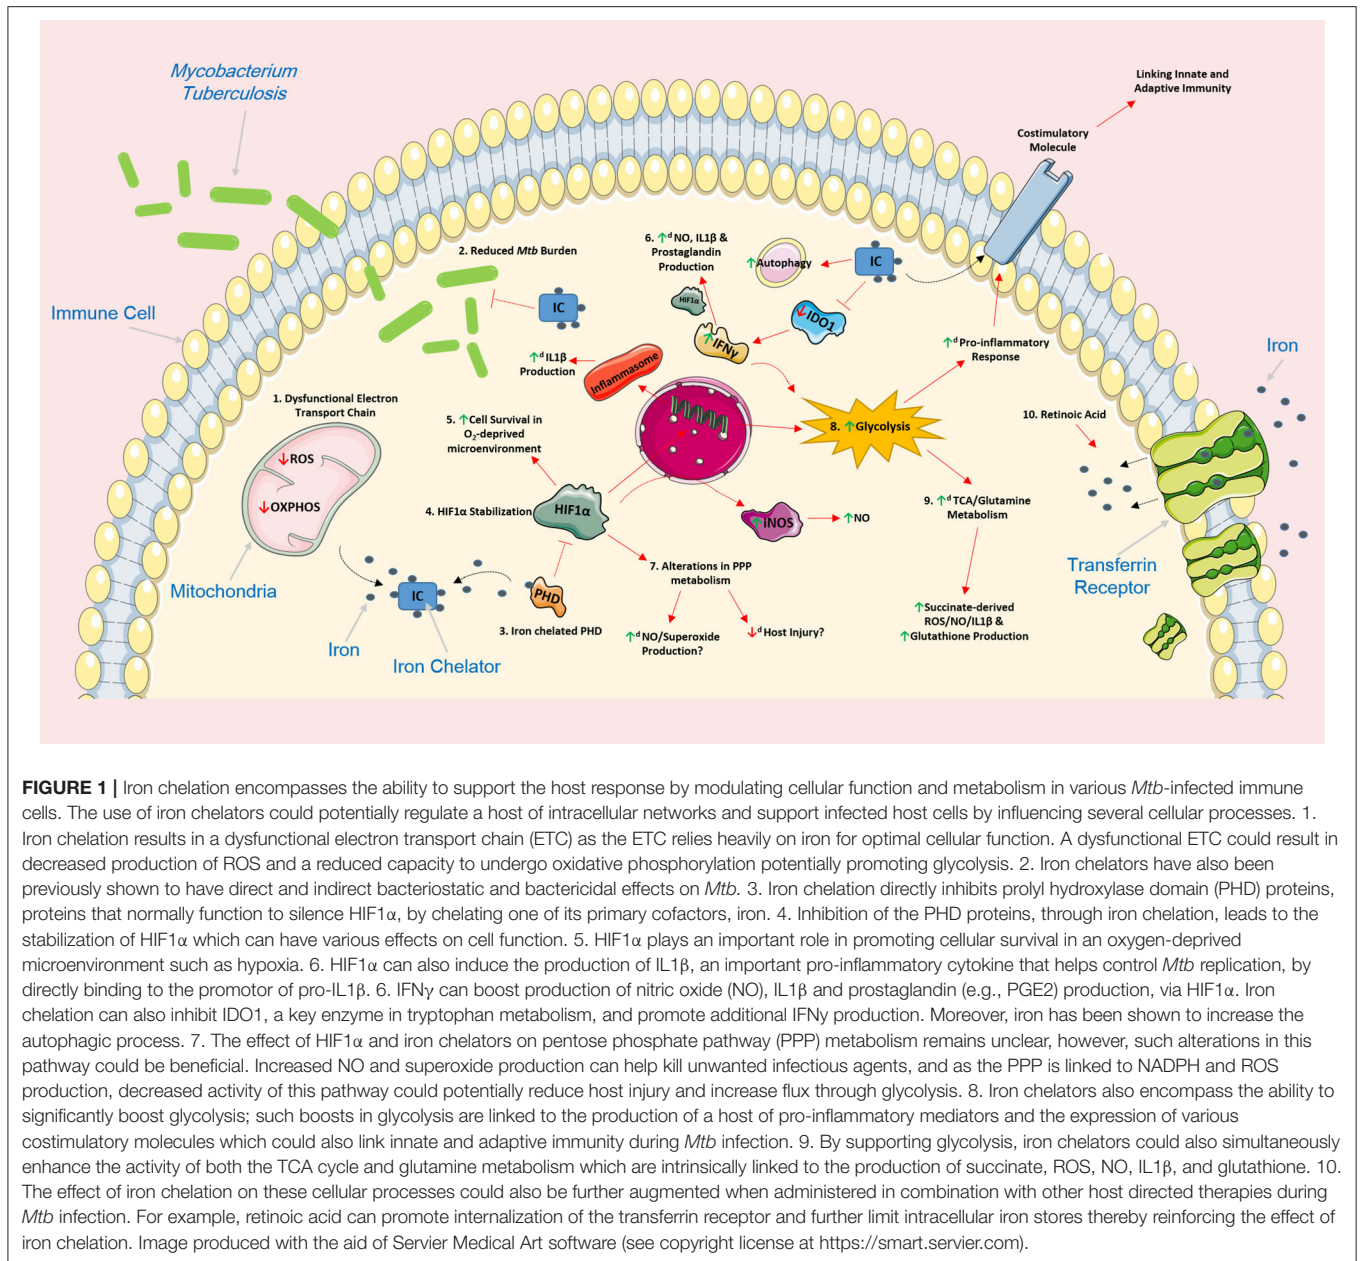 Mycobacterium
Tuberculosis
Linking Innate and
Adaptive Immunity
Costimulatory
Molecule
Immune Cell
2. Reduced Mtb Burden
IC
6. ↑ᵈ NO, IL1β &
Prostaglandin
Production
HIF1α
↑Autophagy
IC
↓IDO1
↑IFNγ
↑ᵈ Pro-inflammatory
Response
Iron
↑ᵈ IL1β
Production
Inflammasome
1. Dysfunctional Electron
Transport Chain
↓ROS
↓OXPHOS
Mitochondria
5. ↑Cell Survival in
O₂-deprived
microenvironment
8. ↑Glycolysis
10. Retinoic Acid
4. HIF1α Stabilization
HIF1α
↑iNOS
↑NO
9. ↑ᵈ TCA/Glutamine
Metabolism
Transferrin
Receptor
7. Alterations in PPP
metabolism
IC
PHD
3. Iron chelated PHD
Iron
Iron Chelator
↑ᵈ NO/Superoxide
Production?
↓ᵈ Host Injury?
↑Succinate-derived
ROS/NO/IL1β &
↑Glutathione Production
FIGURE 1 | Iron chelation encompasses the ability to support the host response by modulating cellular function and metabolism in various Mtb-infected immune
cells. The use of iron chelators could potentially regulate a host of intracellular networks and support infected host cells by influencing several cellular processes. 1.
Iron chelation results in a dysfunctional electron transport chain (ETC) as the ETC relies heavily on iron for optimal cellular function. A dysfunctional ETC could result in
decreased production of ROS and a reduced capacity to undergo oxidative phosphorylation potentially promoting glycolysis. 2. Iron chelators have also been
previously shown to have direct and indirect bacteriostatic and bactericidal effects on Mtb. 3. Iron chelation directly inhibits prolyl hydroxylase domain (PHD) proteins,
proteins that normally function to silence HIF1α, by chelating one of its primary cofactors, iron. 4. Inhibition of the PHD proteins, through iron chelation, leads to the
stabilization of HIF1α which can have various effects on cell function. 5. HIF1α plays an important role in promoting cellular survival in an oxygen-deprived
microenvironment such as hypoxia. 6. HIF1α can also induce the production of IL1β, an important pro-inflammatory cytokine that helps control Mtb replication, by
directly binding to the promotor of pro-IL1β. 6. IFNγ can boost production of nitric oxide (NO), IL1β and prostaglandin (e.g., PGE2) production, via HIF1α. Iron
chelation can also inhibit IDO1, a key enzyme in tryptophan metabolism, and promote additional IFNy production. Moreover, iron has been shown to increase the
autophagic process. 7. The effect of HIF1α and iron chelators on pentose phosphate pathway (PPP) metabolism remains unclear, however, such alterations in this
pathway could be beneficial. Increased NO and superoxide production can help kill unwanted infectious agents, and as the PPP is linked to NADPH and ROS
production, decreased activity of this pathway could potentially reduce host injury and increase flux through glycolysis. 8. Iron chelators also encompass the ability to
significantly boost glycolysis; such boosts in glycolysis are linked to the production of a host of pro-inflammatory mediators and the expression of various
costimulatory molecules which could also link innate and adaptive immunity during Mtb infection. 9. By supporting glycolysis, iron chelators could also simultaneously
enhance the activity of both the TCA cycle and glutamine metabolism which are intrinsically linked to the production of succinate, ROS, NO, IL1β, and glutathione. 10.
The effect of iron chelation on these cellular processes could also be further augmented when administered in combination with other host directed therapies during
Mtb infection. For example, retinoic acid can promote internalization of the transferrin receptor and further limit intracellular iron stores thereby reinforcing the effect of
iron chelation. Image produced with the aid of Servier Medical Art software (see copyright license at https://smart.servier.com).